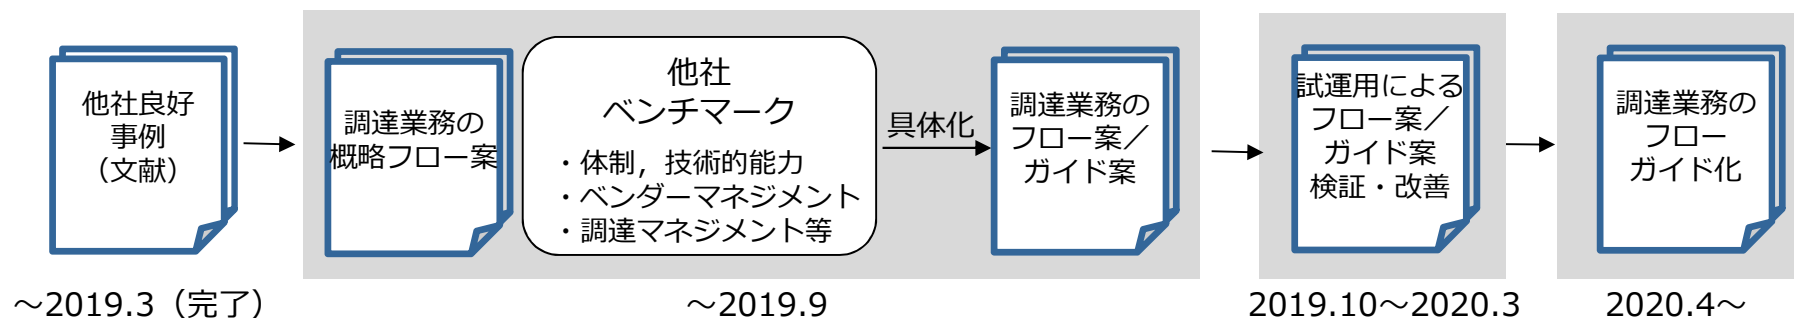 他社良好
事例
（文献）
調達業務の
概略フロー案
他社
ベンチマーク
・体制，技術的能力
・ベンダーマネジメント
・調達マネジメント等
具体化
調達業務の
フロー案／
ガイド案
試運用による
フロー案／
ガイド案
検証・改善
調達業務の
フロー
ガイド化
～2019.3（完了）
～2019.9
2019.10～2020.3
2020.4～